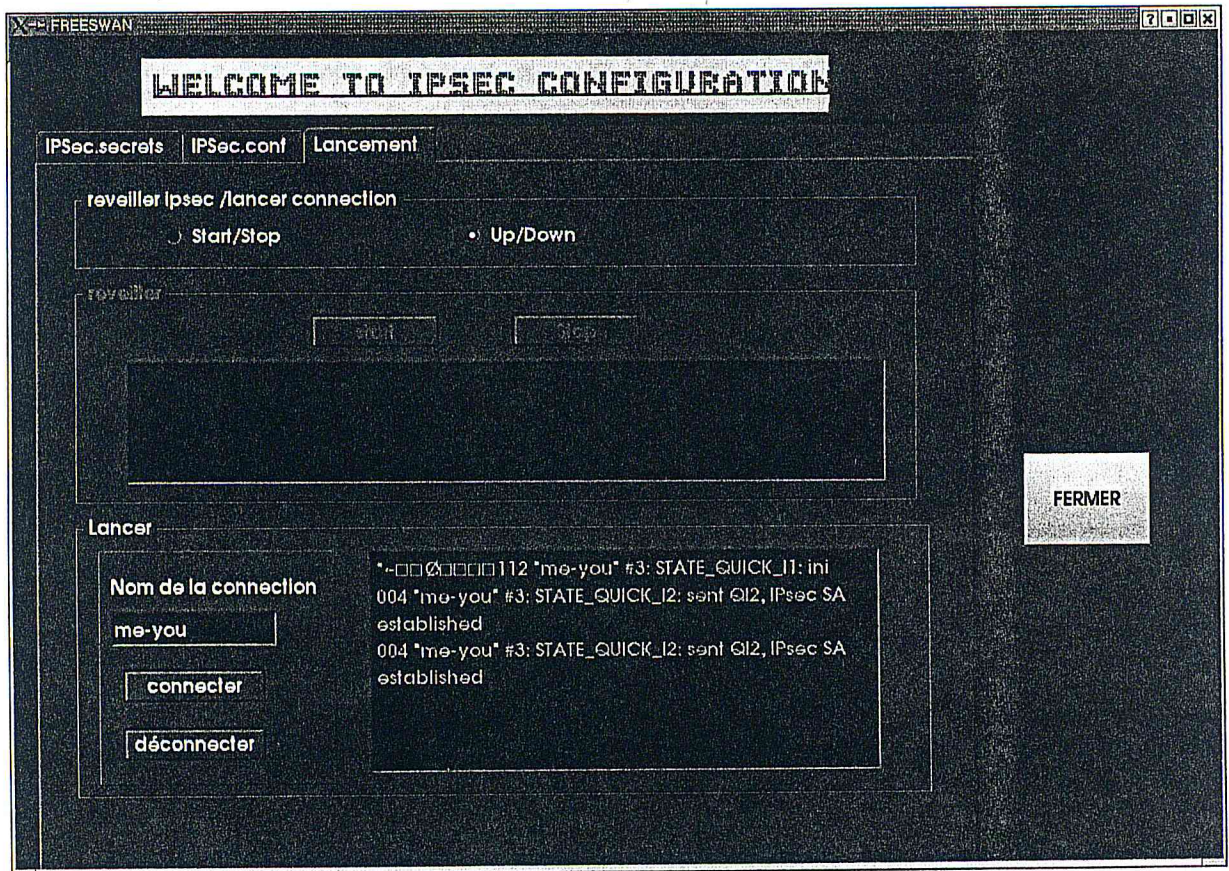 FREESWAN
WELCOME TO IPSEC CONFIGURATION
IPSec.secrets IPSec.conf Lancement
reveiller ipsec /lancer connection
Start/Stop Up/Down
reveiller
start Stop
FERMER
Lancer
Nom de la connection
me-you
connecter
déconnecter
112 "me-you" #3: STATE_QUICK_I1: ini
004 "me-you" #3: STATE_QUICK_I2: sent QI2, IPsec SA
established
004 "me-you" #3: STATE_QUICK_I2: sent QI2, IPsec SA
established